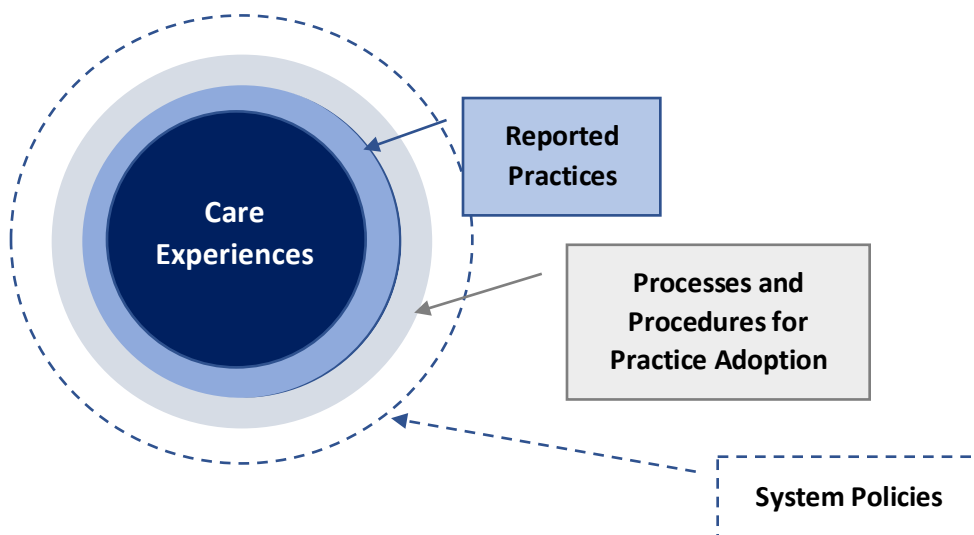 Reported
Practices
Care
Experiences
Processes and
Procedures for
Practice Adoption
System Policies